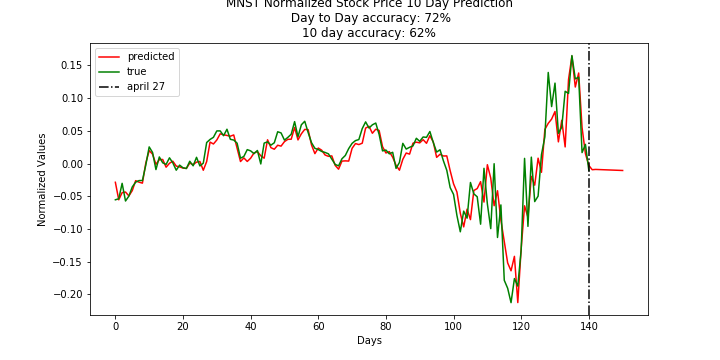 MNST Normalized Stock Price 10 Day Prediction
Day to Day accuracy: 72%
10 day accuracy: 62%
predicted
true
april 27
Normalized Values
0.15
0.10
0.05
0.00
−0.05
−0.10
−0.15
−0.20
0 20 40 60 80 100 120 140
Days